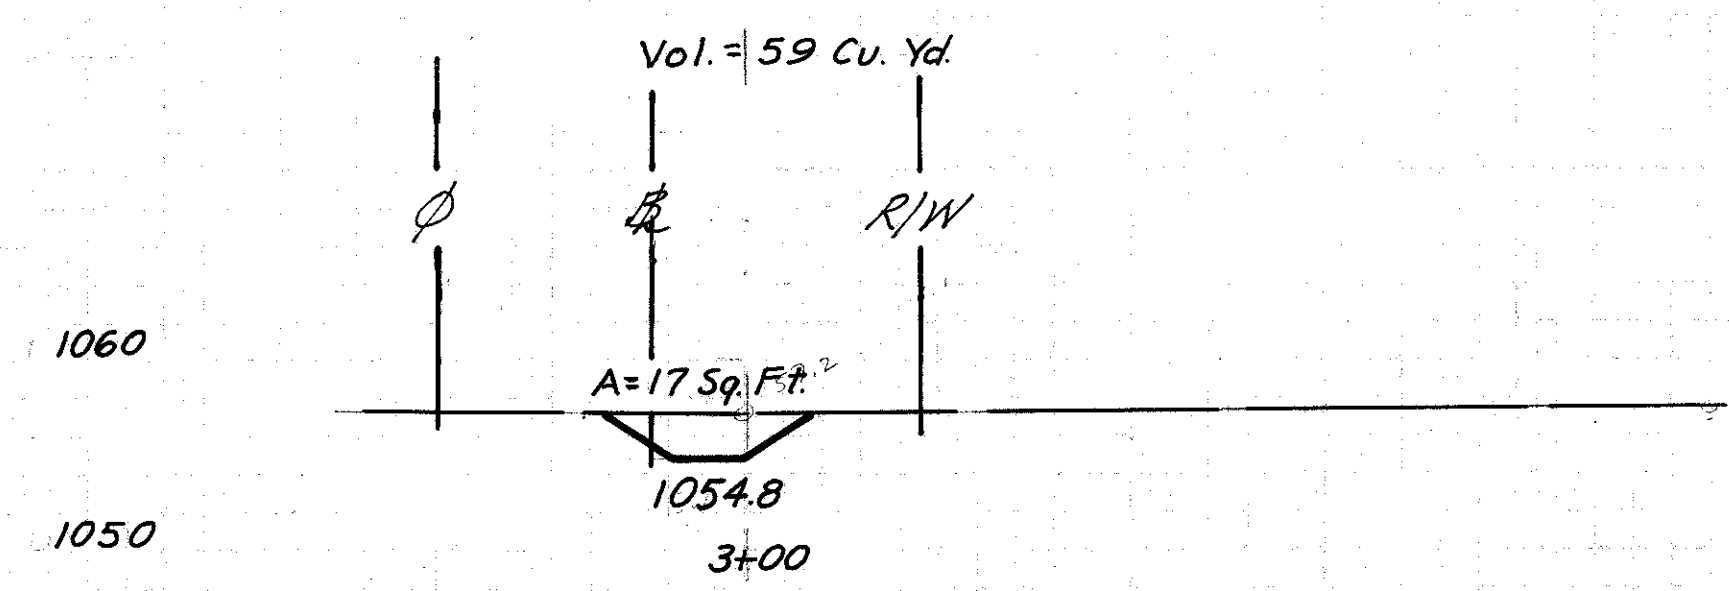 Vol. = 59 Cu. Yd.
R/W
1060
A=17 Sq. Ft.
1054.8
1050
3+00